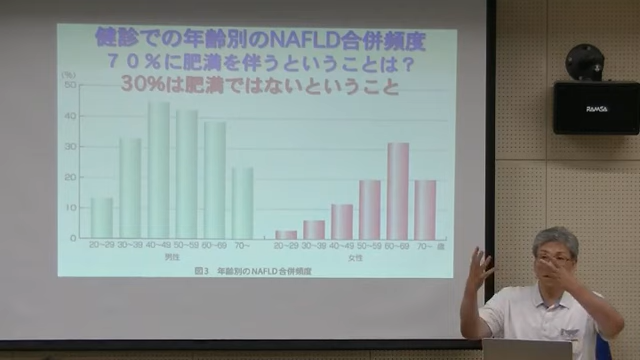 健診での年齢別のNAFLD合併頻度
７０％に肥満を伴うということは？
30%は肥満ではないということ
(%)
50
40
30
20
10
0
20~29 30~39 40~49 50~59 60~69 70~ 20~29 30~39 40~49 50~59 60~69 70~ 歳
男性 女性
図3 年齢別のNAFLD合併頻度
RAMSA